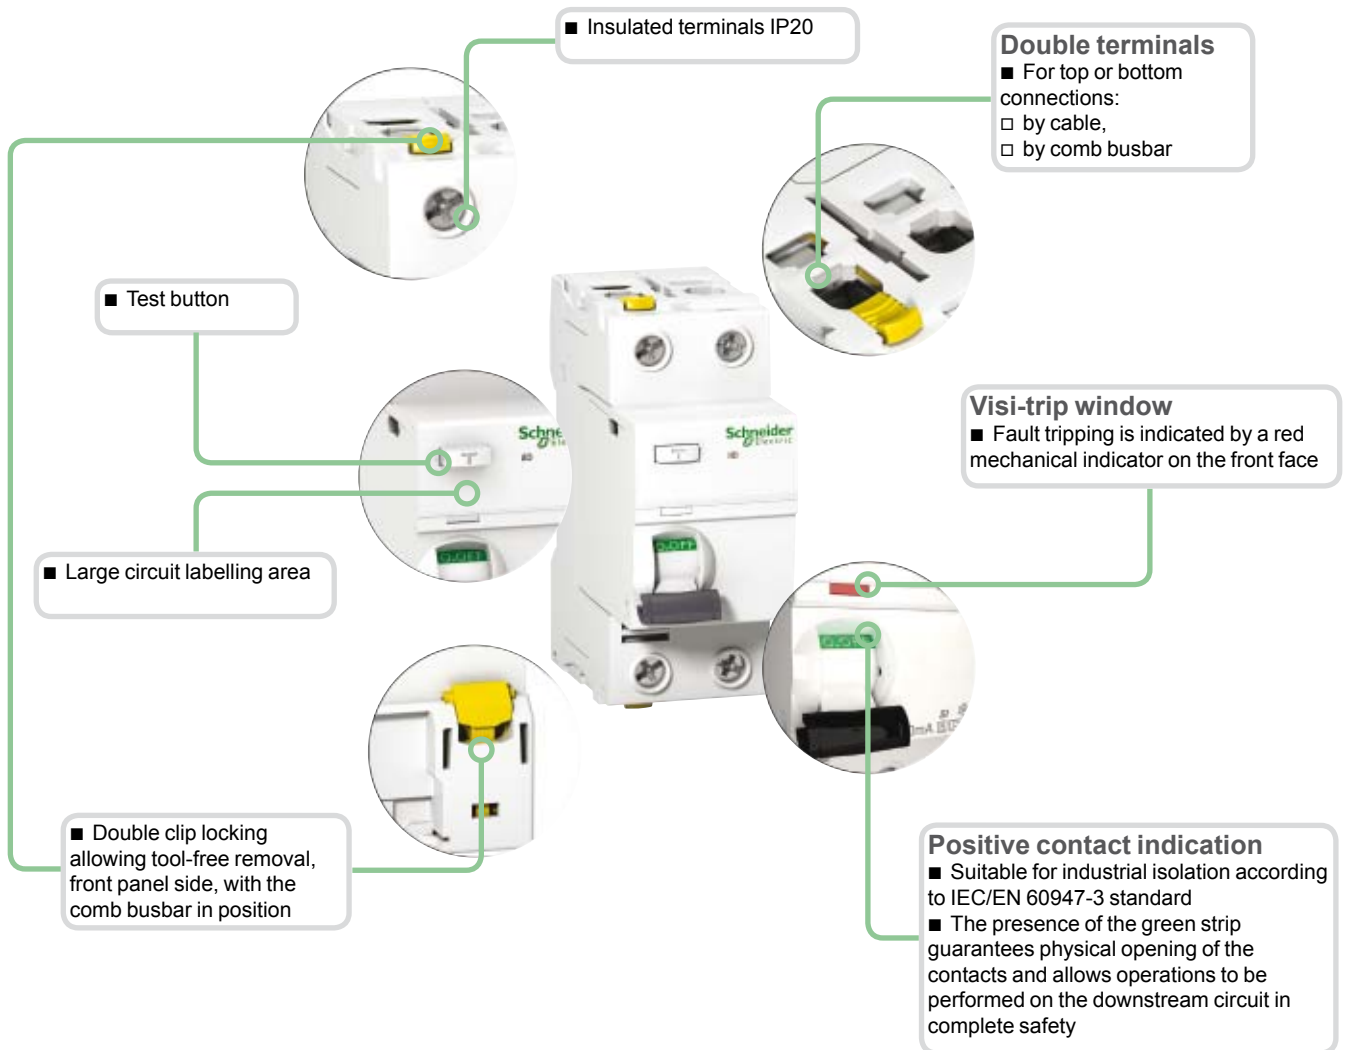 ■ Insulated terminals IP20
Double terminals
■ For top or bottom
connections:
□ by cable,
□ by comb busbar
■ Test button
Schneider
Electric
Visi-trip window
■ Fault tripping is indicated by a red
mechanical indicator on the front face
■ Large circuit labelling area
O.OFF
O.OFF
■ Double clip locking
allowing tool-free removal,
front panel side, with the
comb busbar in position
Positive contact indication
■ Suitable for industrial isolation according
to IEC/EN 60947-3 standard
■ The presence of the green strip
guarantees physical opening of the
contacts and allows operations to be
performed on the downstream circuit in
complete safety